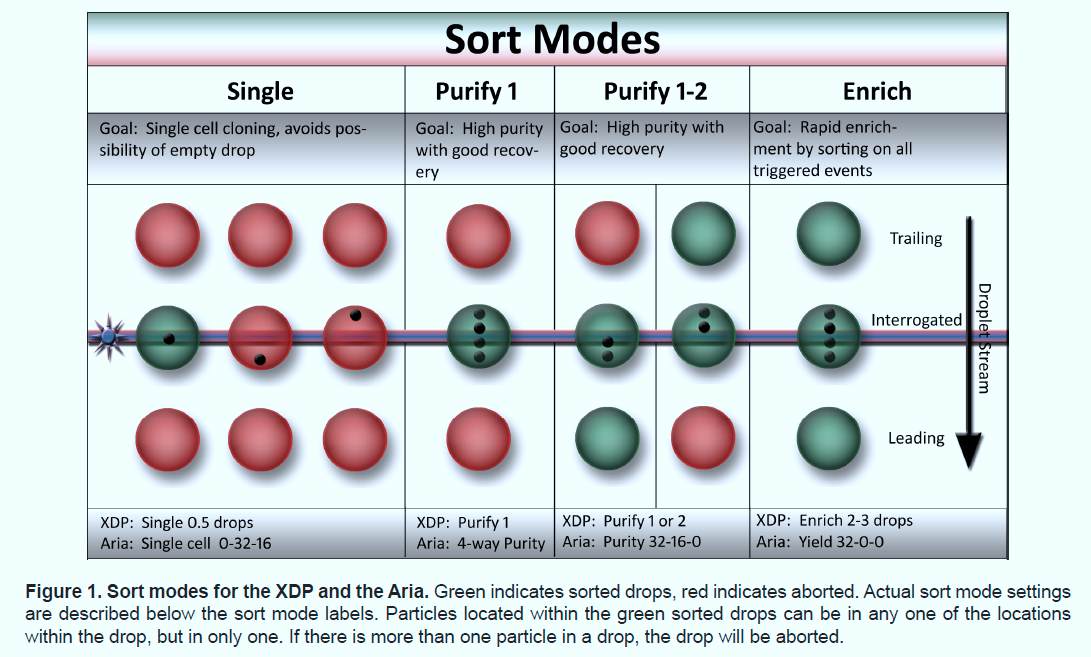 Sort Modes
Single
Purify 1
Purify 1-2
Enrich
Goal: Single cell cloning, avoids pos-
sibility of empty drop
Goal: High purity
with good recov-
ery
Goal: High purity with
good recovery
Goal: Rapid enrich-
ment by sorting on all
triggered events
Trailing
Interrogated
Leading
Droplet Stream
XDP: Single 0.5 drops
Aria: Single cell 0-32-16
XDP: Purify 1
Aria: 4-way Purity
XDP: Purify 1 or 2
Aria: Purity 32-16-0
XDP: Enrich 2-3 drops
Aria: Yield 32-0-0
Figure 1. Sort modes for the XDP and the Aria. Green indicates sorted drops, red indicates aborted. Actual sort mode settings
are described below the sort mode labels. Particles located within the green sorted drops can be in any one of the locations
within the drop, but in only one. If there is more than one particle in a drop, the drop will be aborted.